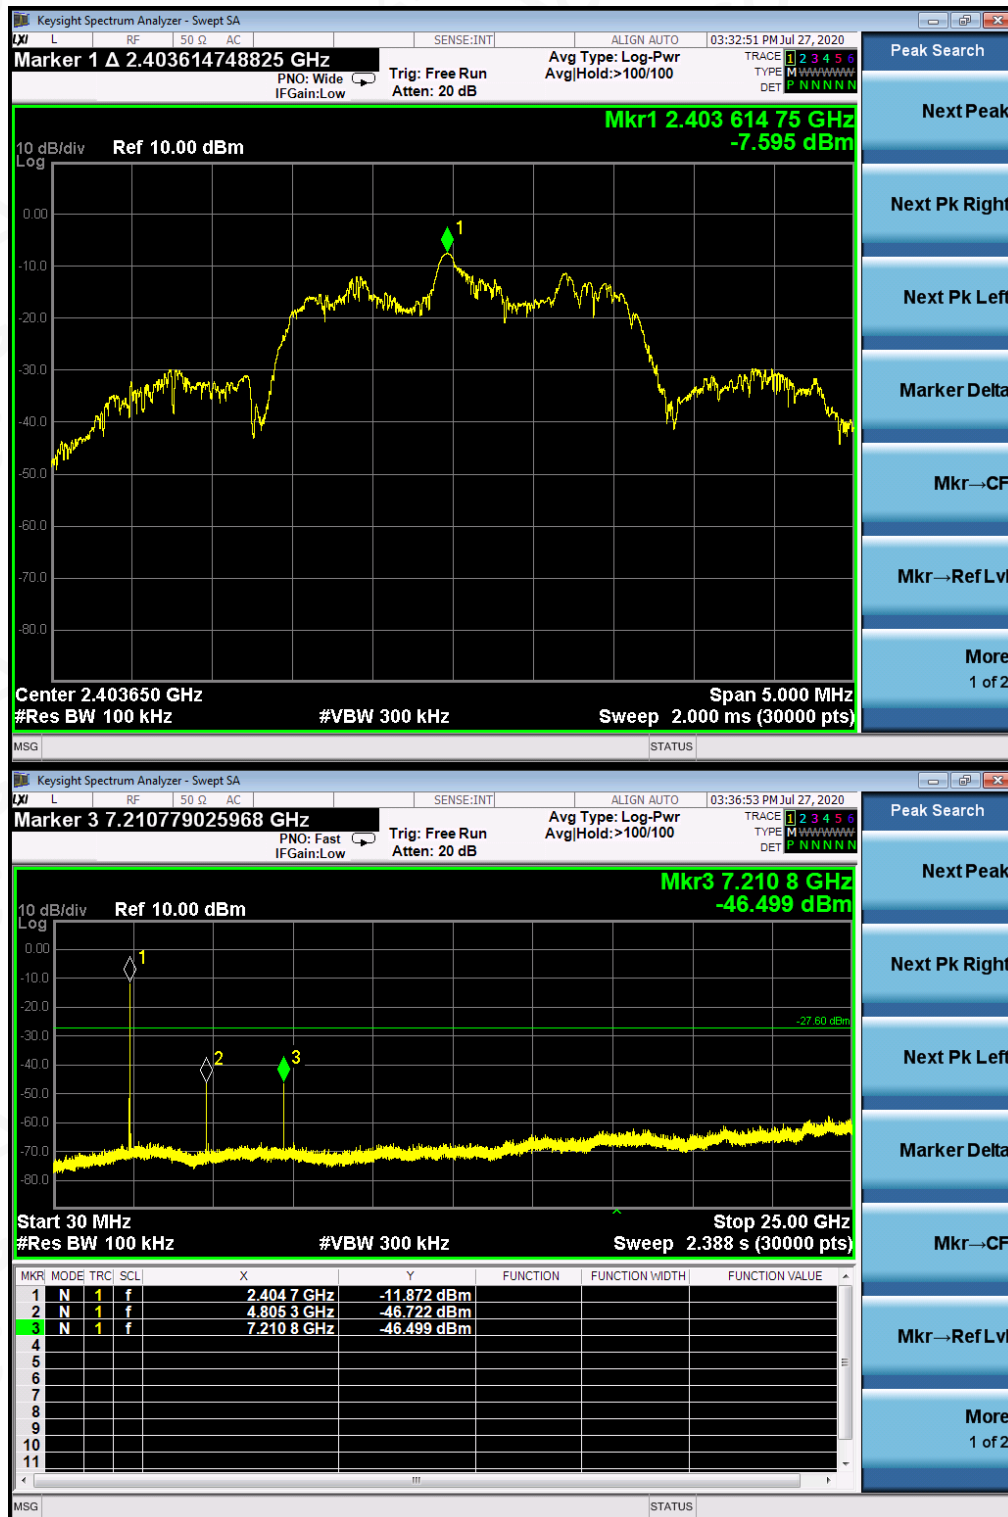 Keysight Spectrum Analyzer - Swept SA
LXI L RF 50 Ω AC SENSE:INT ALIGN AUTO 03:32:51 PM Jul 27, 2020
Marker 1 Δ 2.403614748825 GHz
PNO: Wide
IFGain:Low
Trig: Free Run
Atten: 20 dB
Avg Type: Log-Pwr
Avg|Hold:>100/100
TRACE 1 2 3 4 5 6
TYPE M WWWWW
DET P N N N N N
Peak Search
Mkr1 2.403 614 75 GHz
-7.595 dBm
10 dB/div Ref 10.00 dBm
Log
1
0.00
-10.0
-20.0
-30.0
-40.0
-50.0
-60.0
-70.0
-80.0
Center 2.403650 GHz Span 5.000 MHz
#Res BW 100 kHz #VBW 300 kHz Sweep 2.000 ms (30000 pts)
MSG STATUS
Next Peak
Next Pk Right
Next Pk Left
Marker Delta
Mkr→CF
Mkr→Ref Lvl
More
1 of 2
Keysight Spectrum Analyzer - Swept SA
LXI L RF 50 Ω AC SENSE:INT ALIGN AUTO 03:36:53 PM Jul 27, 2020
Marker 3 7.210779025968 GHz
PNO: Fast
IFGain:Low
Trig: Free Run
Atten: 20 dB
Avg Type: Log-Pwr
Avg|Hold:>100/100
TRACE 1 2 3 4 5 6
TYPE M WWWWW
DET P N N N N N
Peak Search
Mkr3 7.210 8 GHz
-46.499 dBm
10 dB/div Ref 10.00 dBm
Log
1
2
3
-27.60 dBm
0.00
-10.0
-20.0
-30.0
-40.0
-50.0
-60.0
-70.0
-80.0
Start 30 MHz Stop 25.00 GHz
#Res BW 100 kHz #VBW 300 kHz Sweep 2.388 s (30000 pts)
MKR MODE TRC SCL X Y FUNCTION FUNCTION WIDTH FUNCTION VALUE
1 N 1 f 2.404 7 GHz -11.872 dBm
2 N 1 f 4.805 3 GHz -46.722 dBm
3 N 1 f 7.210 8 GHz -46.499 dBm
4
5
6
7
8
9
10
11
MSG STATUS
Next Peak
Next Pk Right
Next Pk Left
Marker Delta
Mkr→CF
Mkr→Ref Lvl
More
1 of 2